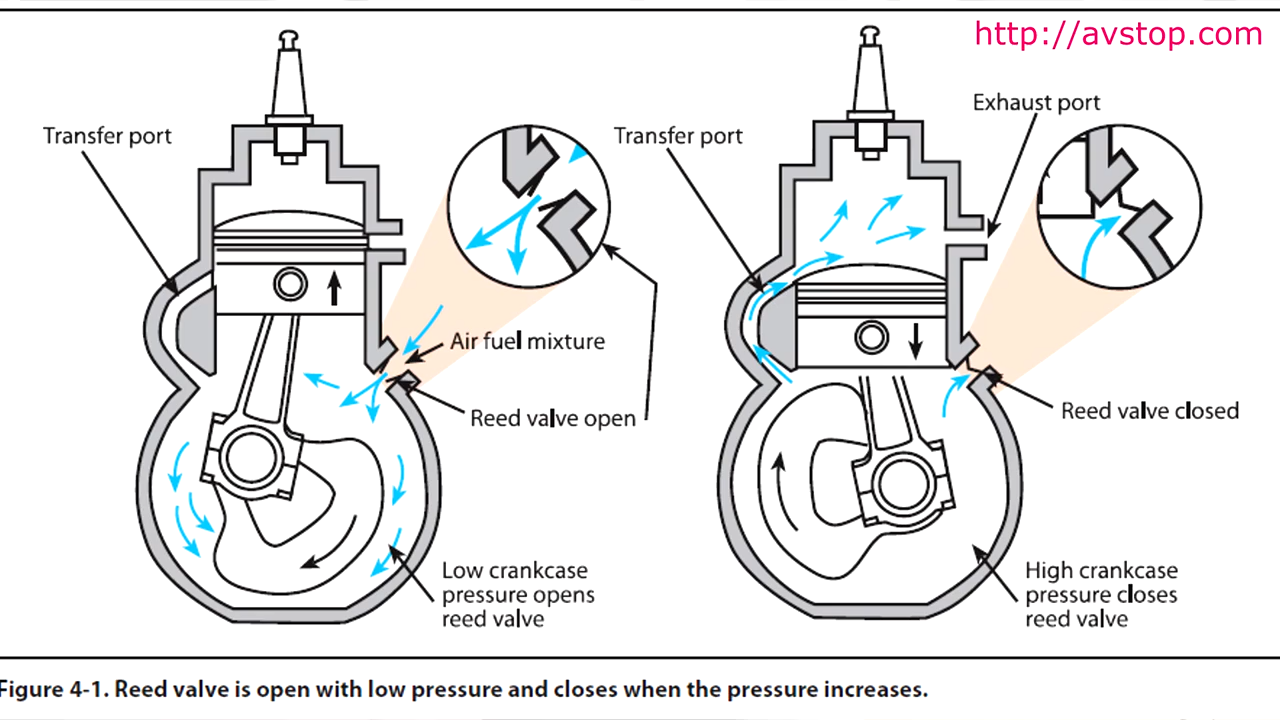 http://avstop.com
Transfer port
Air fuel mixture
Reed valve open
Low crankcase
pressure opens
reed valve
Transfer port
Exhaust port
Reed valve closed
High crankcase
pressure closes
reed valve
Figure 4-1. Reed valve is open with low pressure and closes when the pressure increases.